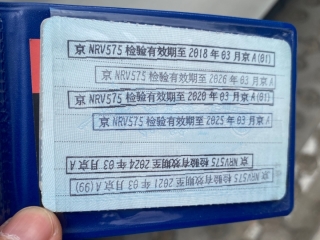 京 NRV575 检验有效期至 2018 年 03 月京 A(01)
京 NRV575 检验有效期至 2026 年 03 月京 A
京 NRV575 检验有效期至 2020 年 03 月京 A(01)
京 NRV575 检验有效期至 2025 年 03 月京 A
京 NRV575 检验有效期至 2024 年 03 月京 A
京 NRV575 检验有效期至 2021 年 03 月京 A(99)